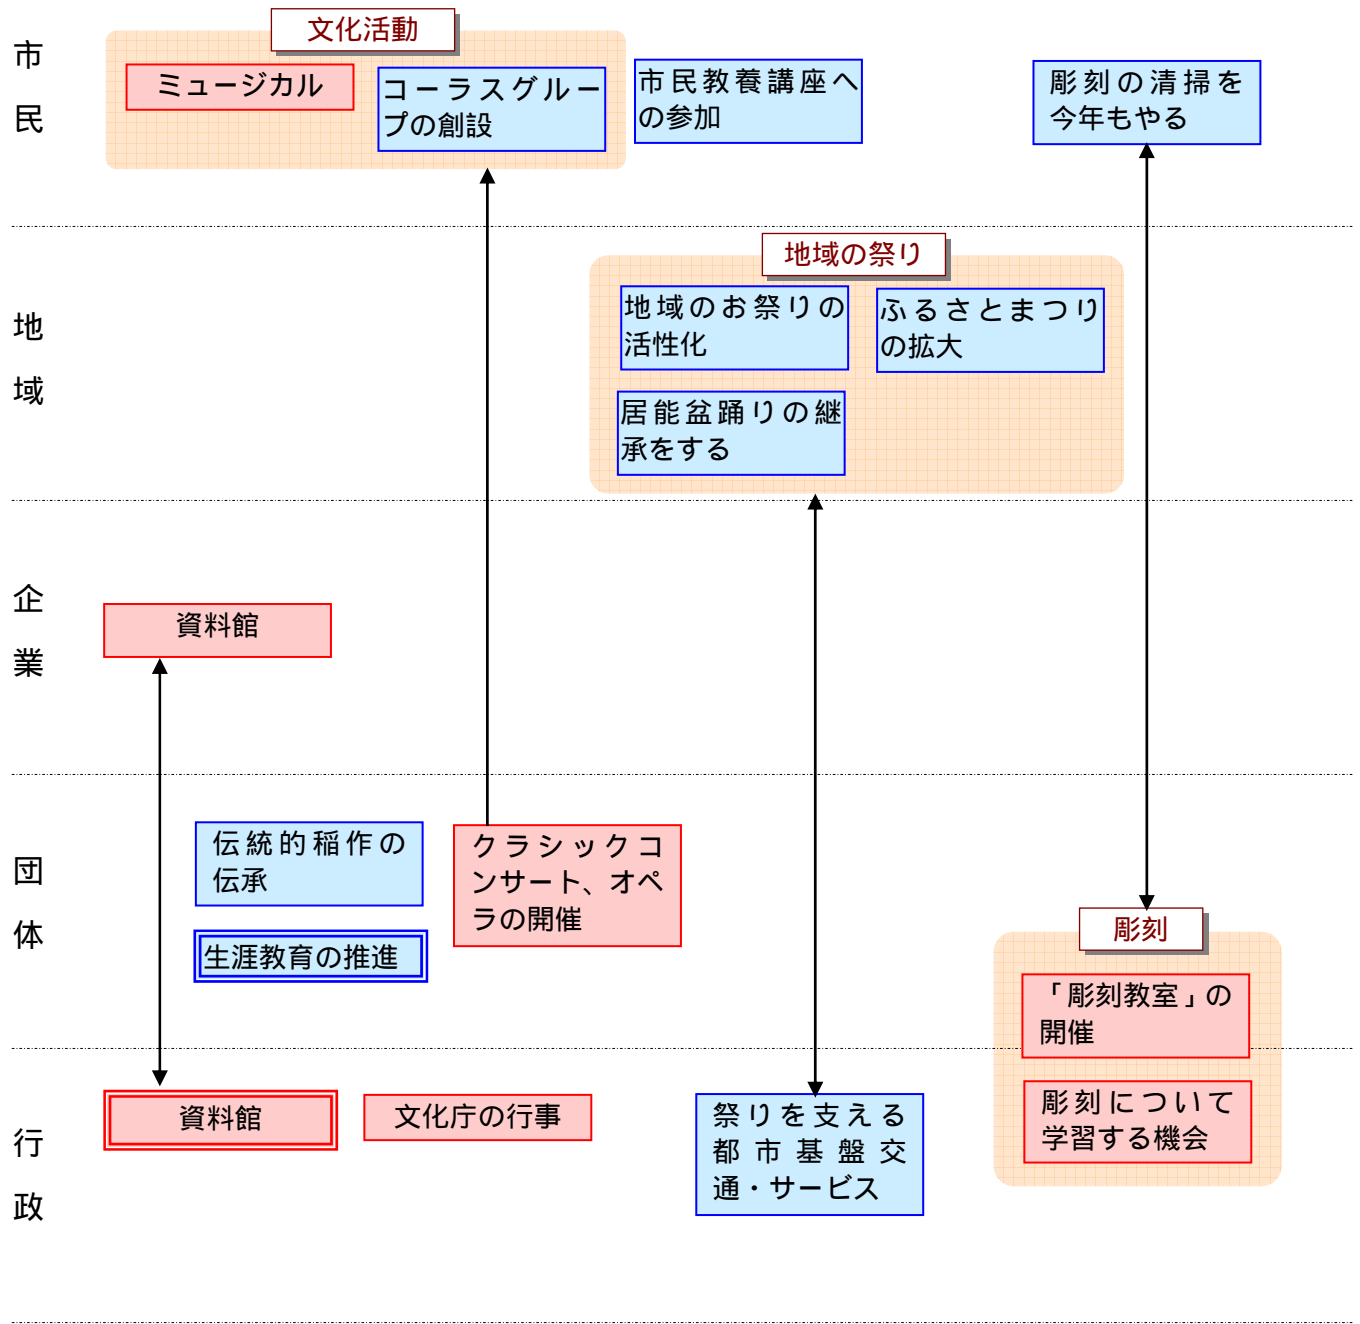 市
民
文化活動
ミュージカル
コーラスグルー
プの創設
市民教養講座へ
の参加
彫刻の清掃を
今年もやる
地
域
地域の祭り
地域のお祭りの
活性化
ふるさとまつり
の拡大
居能盆踊りの継
承をする
企
業
資料館
団
体
伝統的稲作の
伝承
生涯教育の推進
クラシックコ
ンサート、オペ
ラの開催
彫刻
「彫刻教室」の
開催
行
政
資料館
文化庁の行事
祭りを支える
都市基盤交
通・サービス
彫刻について
学習する機会